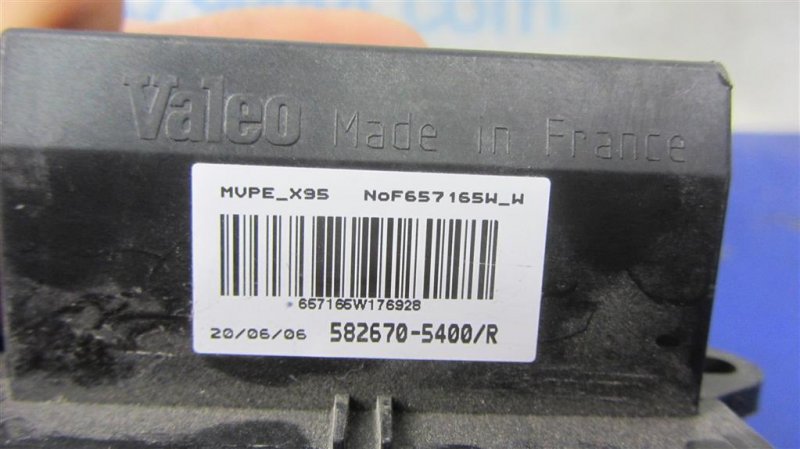 Valeo Made in France
MVPE_X95 NoF657165W_W
657165W176928
20/06/06 582670-5400/R